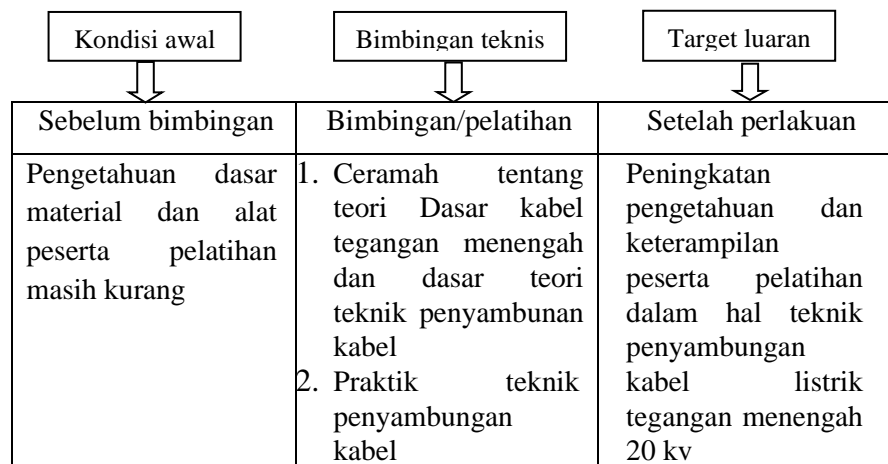 Kondisi awal
Bimbingan teknis
Target luaran
Sebelum bimbingan
Bimbingan/pelatihan
Setelah perlakuan
Pengetahuan dasar
material dan alat
peserta pelatihan
masih kurang
1. Ceramah tentang
teori Dasar kabel
tegangan menengah
dan dasar teori
teknik penyambunan
kabel
2. Praktik teknik
penyambungan
kabel
Peningkatan
pengetahuan dan
keterampilan
peserta pelatihan
dalam hal teknik
penyambungan
kabel listrik
tegangan menengah
20 kv